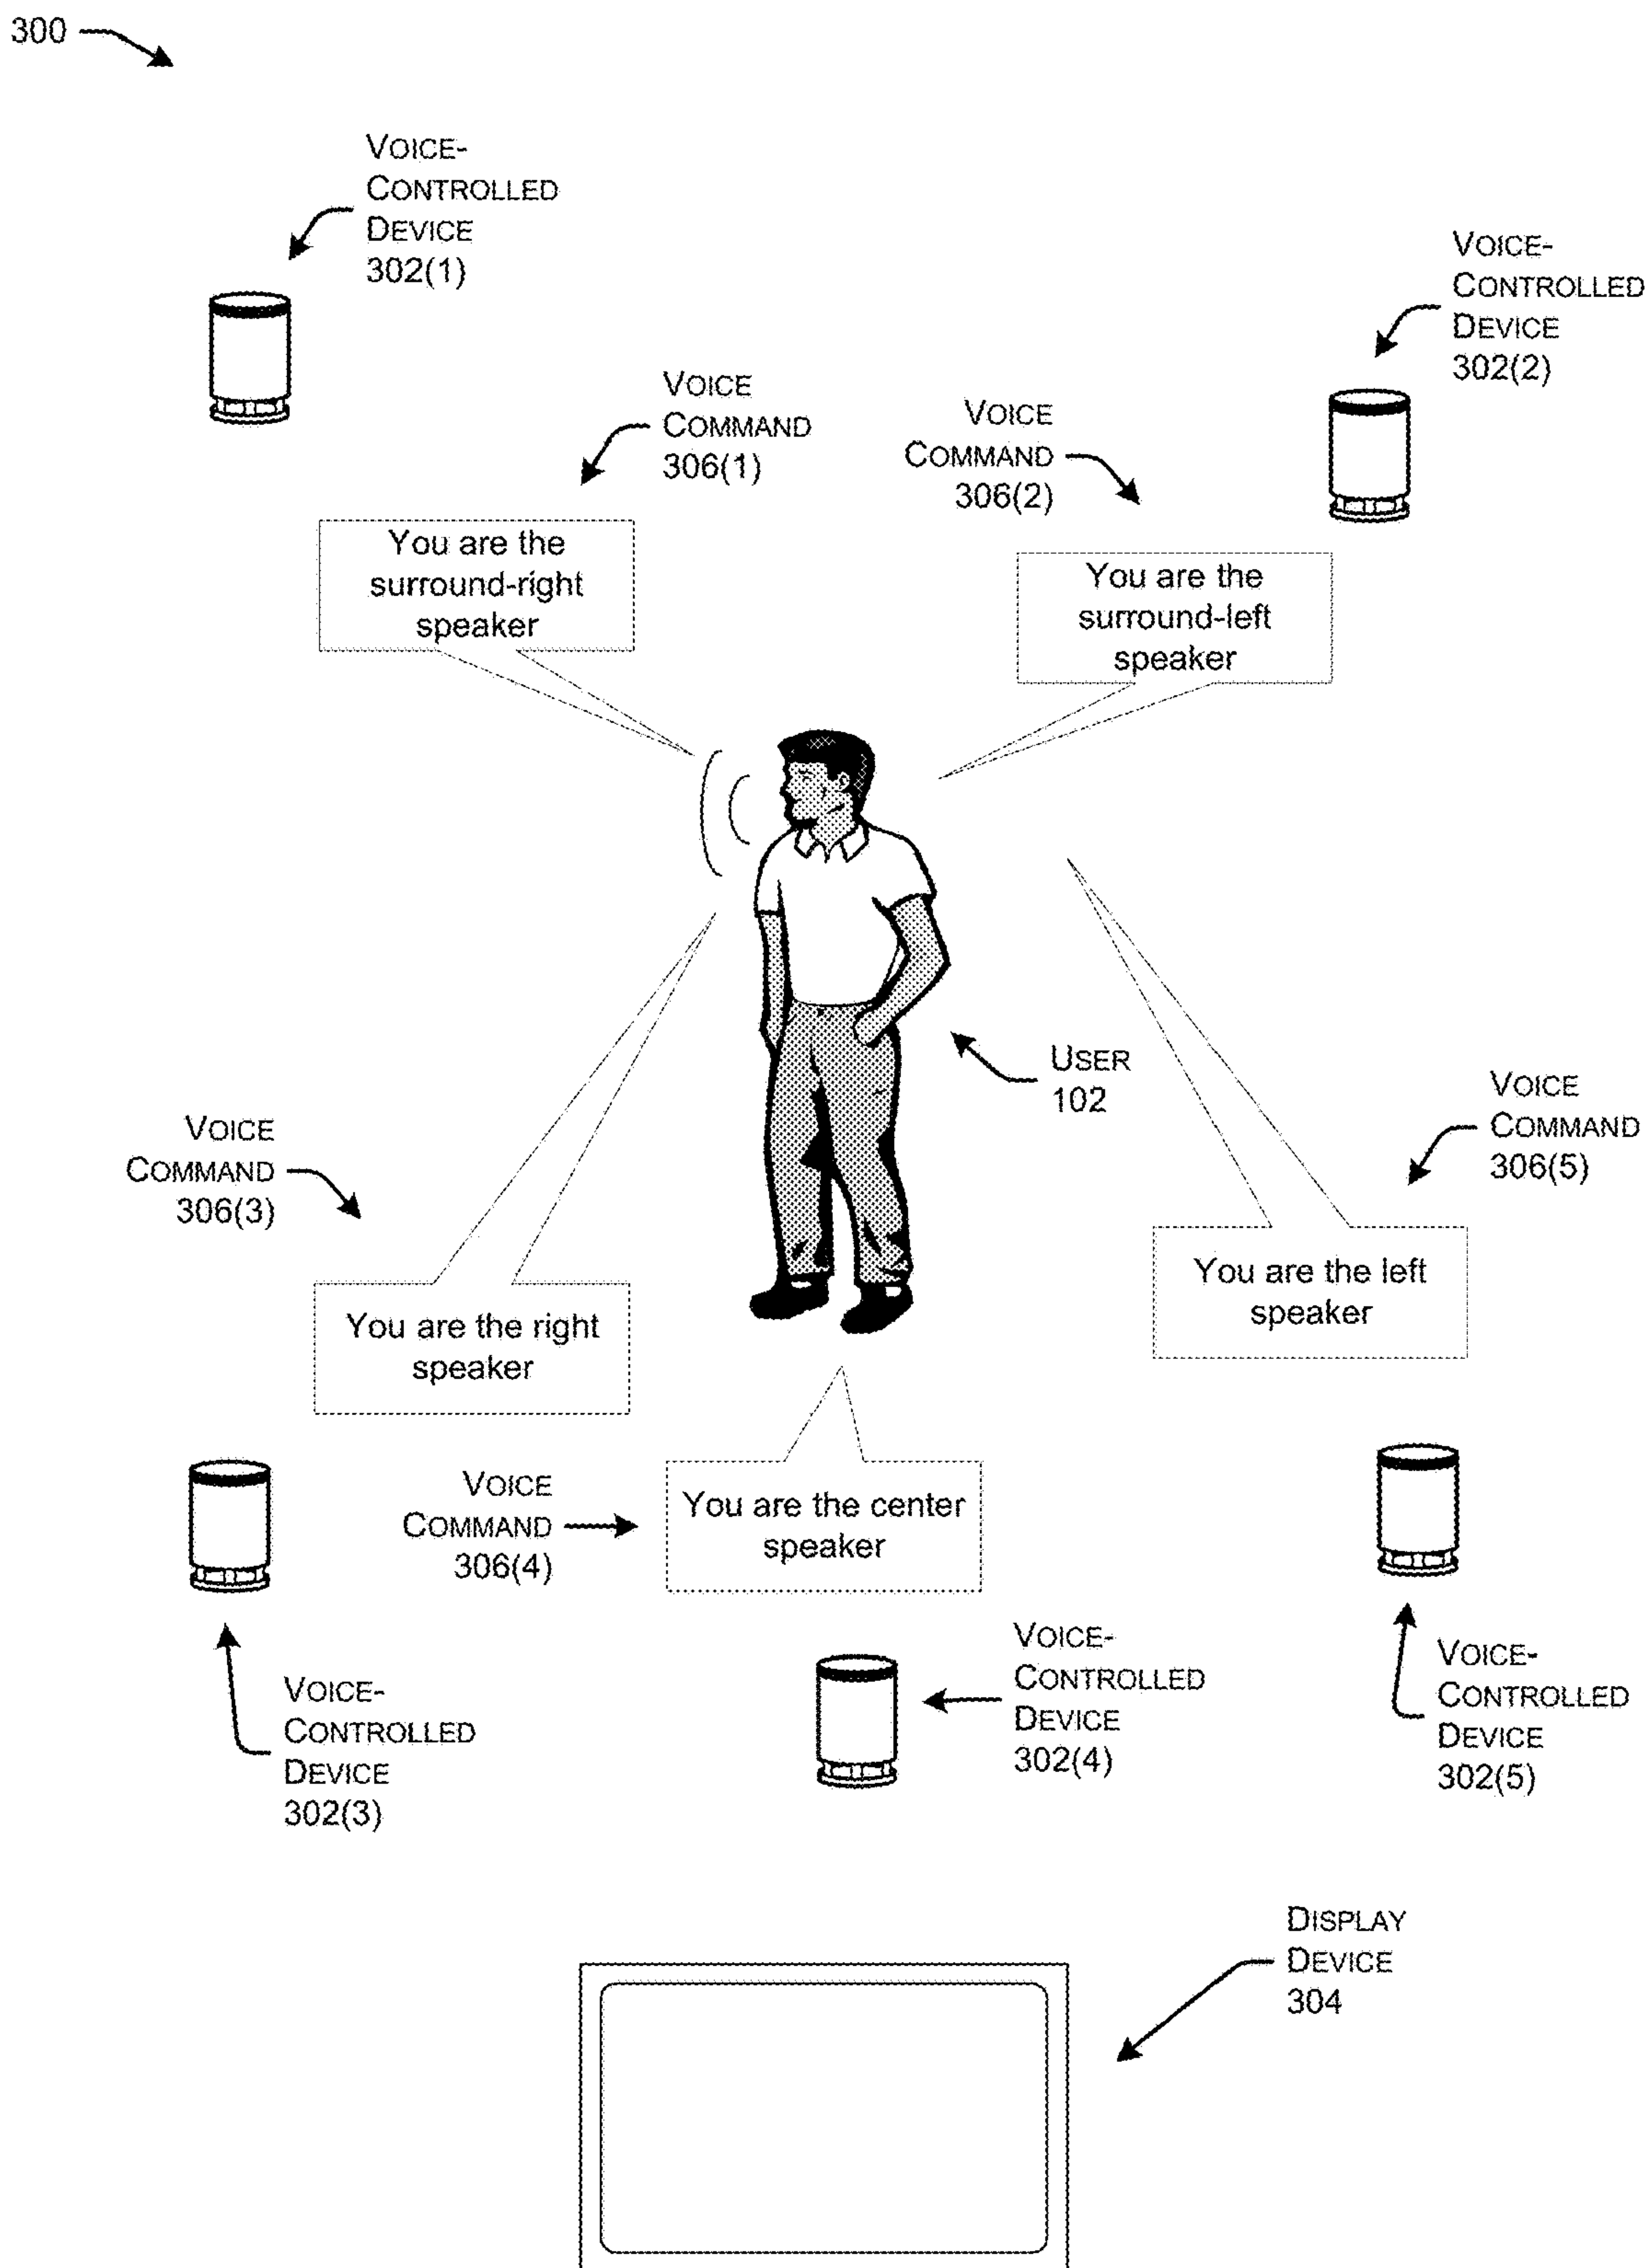 300
VOICE-
CONTROLLED
DEVICE
302(1)
VOICE-
CONTROLLED
DEVICE
302(2)
VOICE
COMMAND
306(1)
VOICE
COMMAND
306(2)
You are the
surround-right
speaker
You are the
surround-left
speaker
USER
102
VOICE
COMMAND
306(3)
VOICE
COMMAND
306(5)
You are the right
speaker
You are the left
speaker
VOICE
COMMAND
306(4)
You are the center
speaker
VOICE-
CONTROLLED
DEVICE
302(3)
VOICE-
CONTROLLED
DEVICE
302(4)
VOICE-
CONTROLLED
DEVICE
302(5)
DISPLAY
DEVICE
304